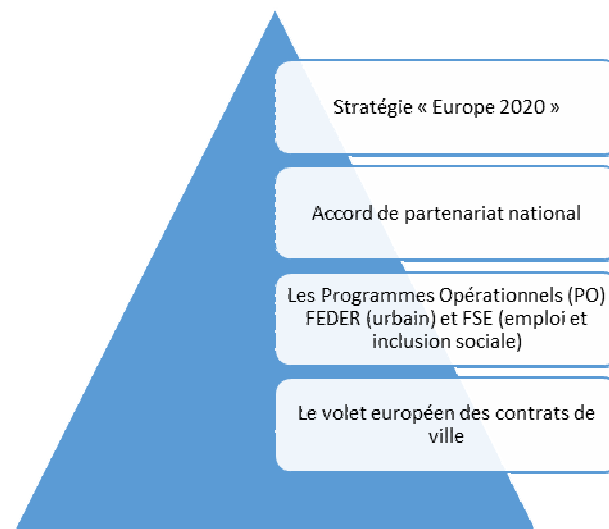 Stratégie « Europe 2020 »
Accord de partenariat national
Les Programmes Opérationnels (PO)
FEDER (urbain) et FSE (emploi et
inclusion sociale)
Le volet européen des contrats de
ville